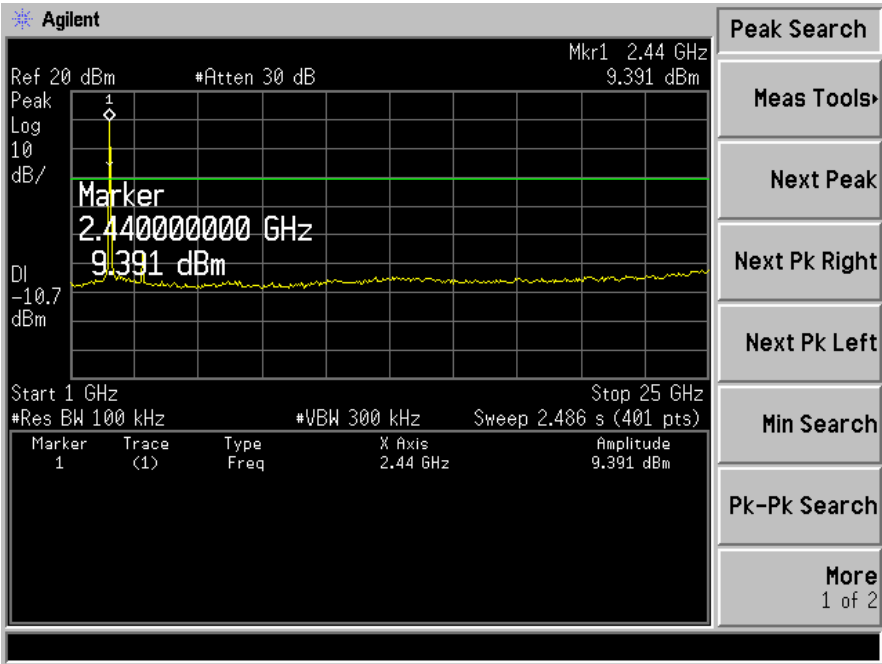 Agilent
Peak Search
Mkr1 2.44 GHz
Ref 20 dBm #Atten 30 dB 9.391 dBm
Peak
Log
10
dB/
1
Marker
2.440000000 GHz
9.391 dBm
DI
-10.7
dBm
Start 1 GHz Stop 25 GHz
#Res BW 100 kHz #VBW 300 kHz Sweep 2.486 s (401 pts)
Marker Trace Type X Axis Amplitude
1 (1) Freq 2.44 GHz 9.391 dBm
Meas Tools
Next Peak
Next Pk Right
Next Pk Left
Min Search
Pk-Pk Search
More
1 of 2